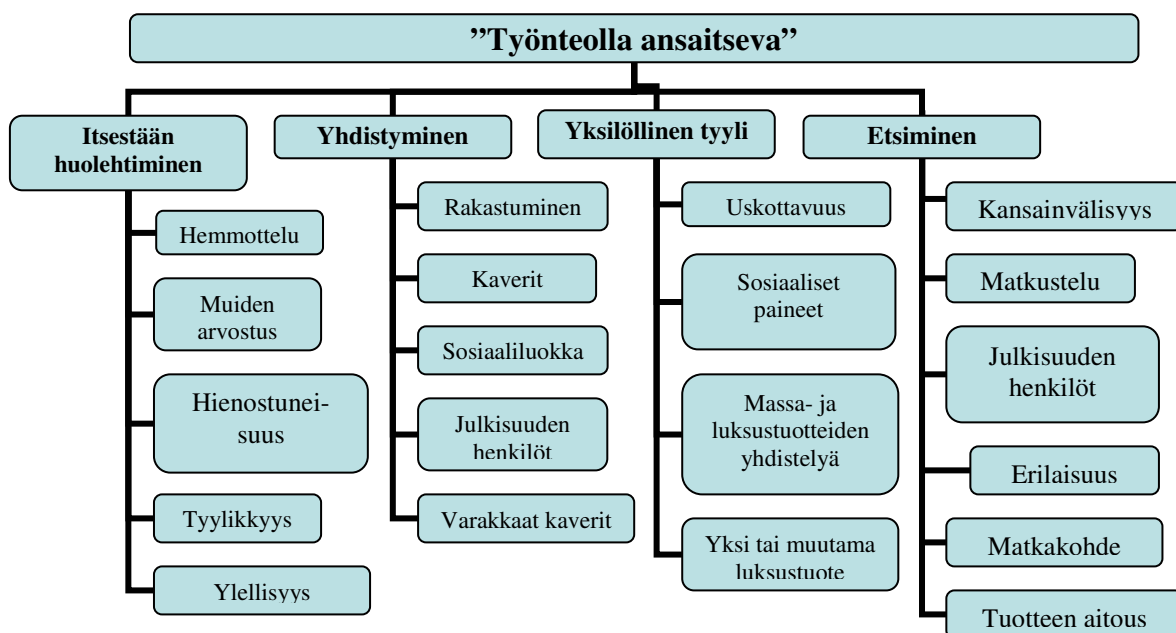 ”Työnteolla ansaitseva”
Itsestään
huolehtiminen
Hemmottelu
Muiden
arvostus
Hienostunei-
suus
Tyylikkyys
Ylellisyys
Yhdistyminen
Rakastuminen
Kaverit
Sosiaaliluokka
Julkisuuden
henkilöt
Varakkaat kaverit
Yksilöllinen tyyli
Uskottavuus
Sosiaaliset
paineet
Massa- ja
luksustuotteiden
yhdistelyä
Yksi tai muutama
luksustuote
Etsiminen
Kansainvälisyys
Matkustelu
Julkisuuden
henkilöt
Erilaisuus
Matkakohde
Tuotteen aitous